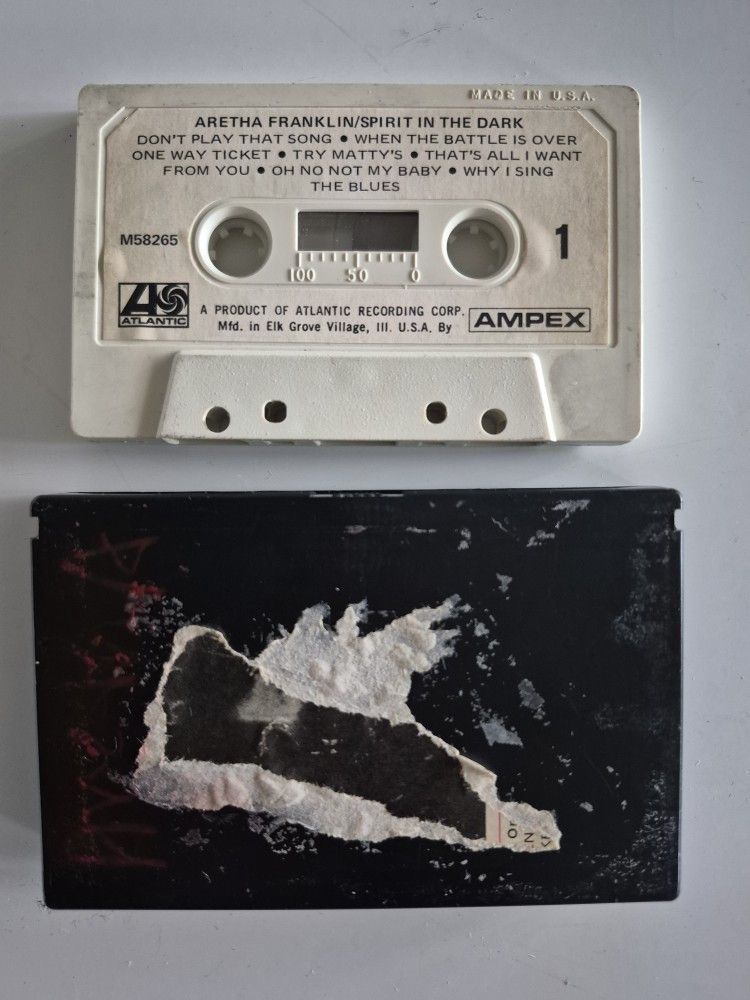 MADE IN U.S.A.
ARETHA FRANKLIN/SPIRIT IN THE DARK
DON'T PLAY THAT SONG ● WHEN THE BATTLE IS OVER
ONE WAY TICKET ● TRY MATTY'S ● THAT'S ALL I WANT
FROM YOU ● OH NO NOT MY BABY ● WHY I SING
THE BLUES
M58265
1
100 50 0
ATLANTIC
A PRODUCT OF ATLANTIC RECORDING CORP.
Mfd. in Elk Grove Village, Ill. U.S.A. By
AMPEX